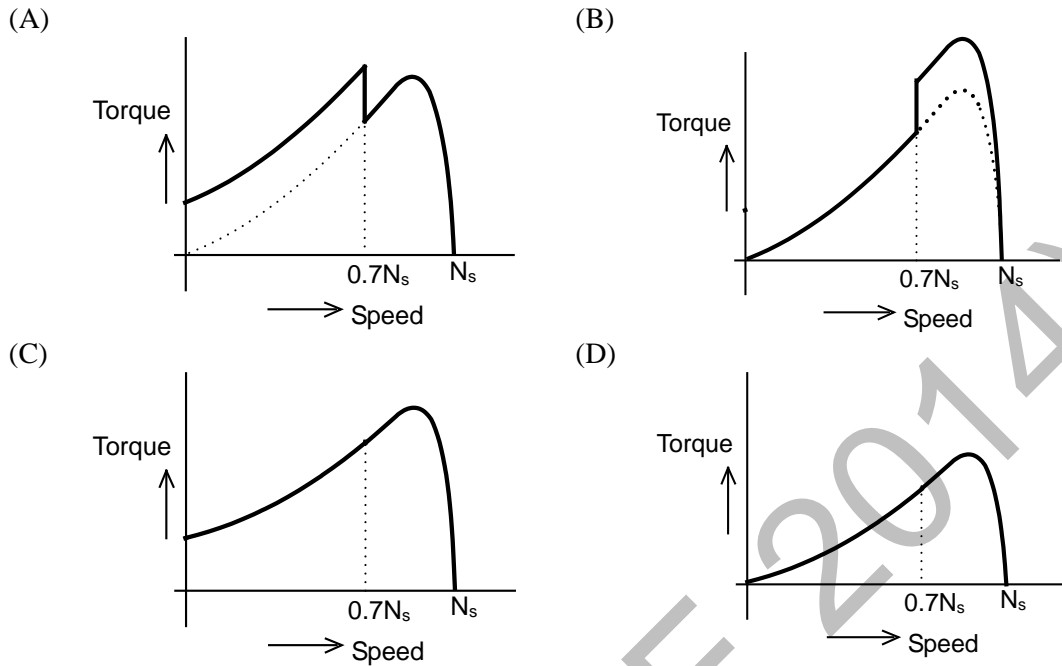 (A)
Torque
0.7Nₛ
Nₛ
Speed
(B)
Torque
0.7Nₛ
Nₛ
Speed
(C)
Torque
0.7Nₛ
Nₛ
Speed
(D)
Torque
0.7Nₛ
Nₛ
Speed
2014)